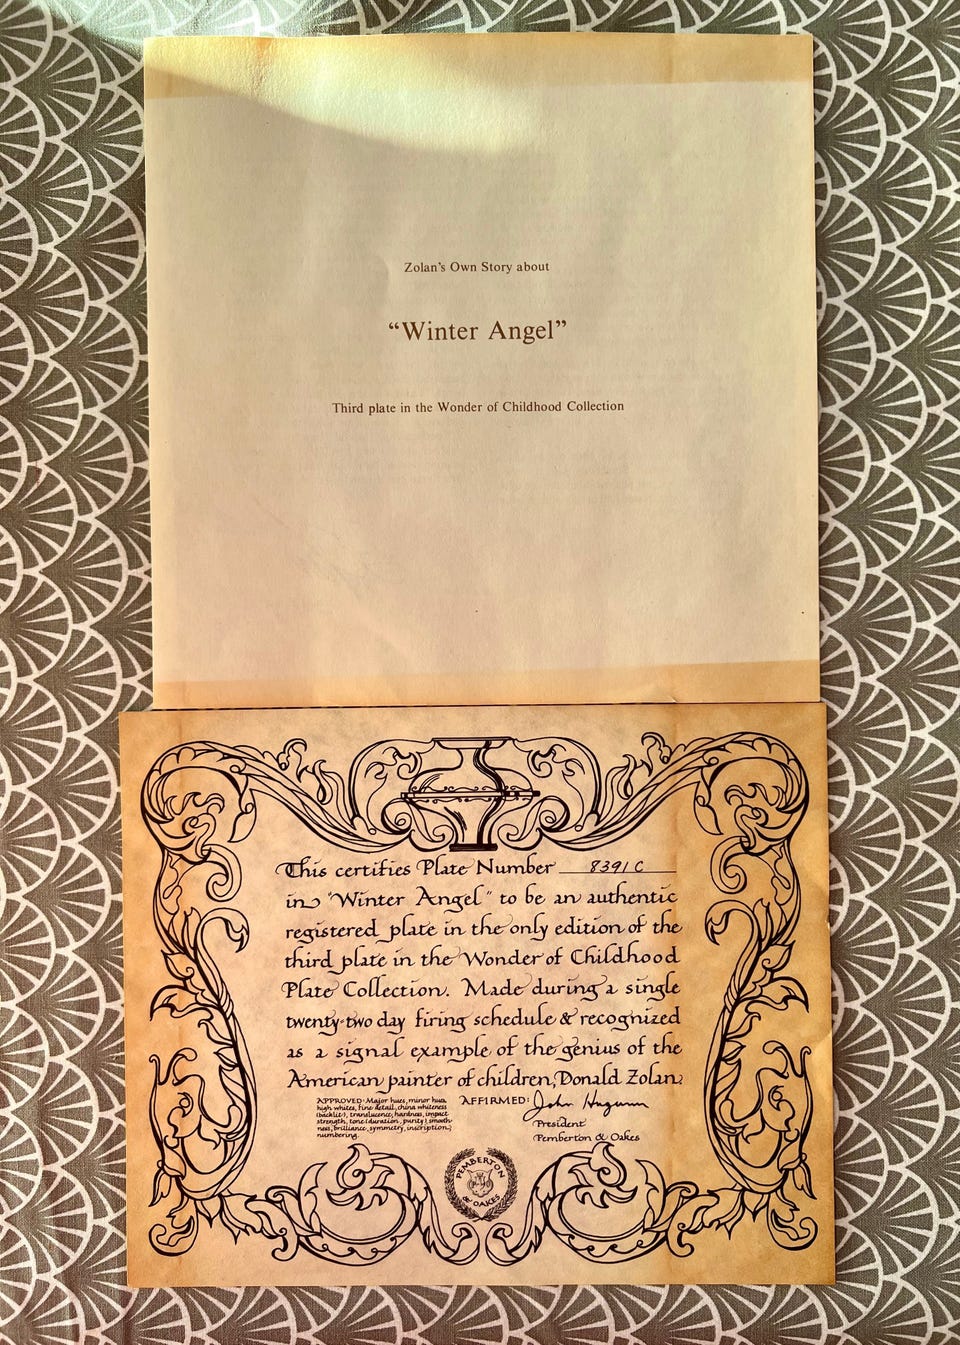 Zolan's Own Story about
“Winter Angel”
Third plate in the Wonder of Childhood Collection
This certifies Plate Number 8391C
in "Winter Angel" to be an authentic
registered plate in the only edition of the
third plate in the Wonder of Childhood
Plate Collection. Made during a single
twenty-two day firing schedule & recognized
as a signal example of the genius of the
American painter of children, Donald Zolan.
APPROVED: Major hues, minor hues,
high whites, fine detail, china whiteness
(backlit), translucence, hardness, impact
strength, tone (duration, purity), smooth-
ness, brilliance, symmetry, inscription,
numbering.
AFFIRMED: John
President
Pemberton & Oakes
PEMBERTON
& OAKES